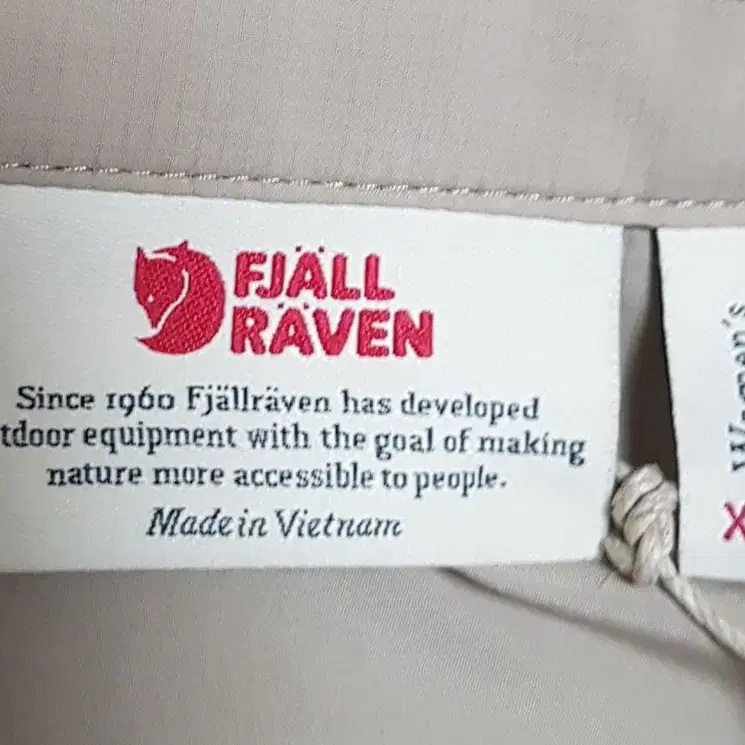 FJÄLL
RÄVEN
Since 1960 Fjällräven has developed
tdoor equipment with the goal of making
nature more accessible to people.
Made in Vietnam
Women's
X